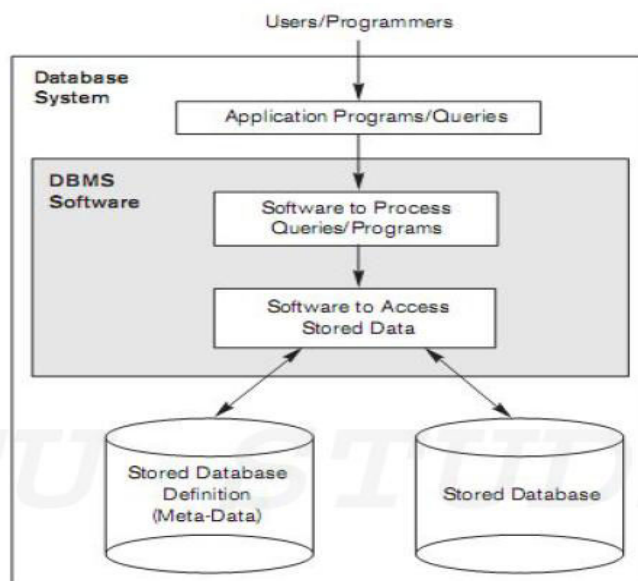 Users/Programmers
Database
System
Application Programs/Queries
DBMS
Software
Software to Process
Queries/Programs
Software to Access
Stored Data
Stored Database
Definition
(Meta-Data)
Stored Database